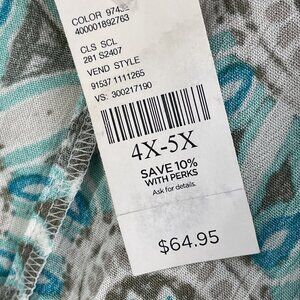 COLOR 9743
400001892763
CLS SCL
281 S2407
VEND STYLE
91537 1111265
VS: 300217190
4X-5X
SAVE 10%
WITH PERKS
Ask for details.
$64.95